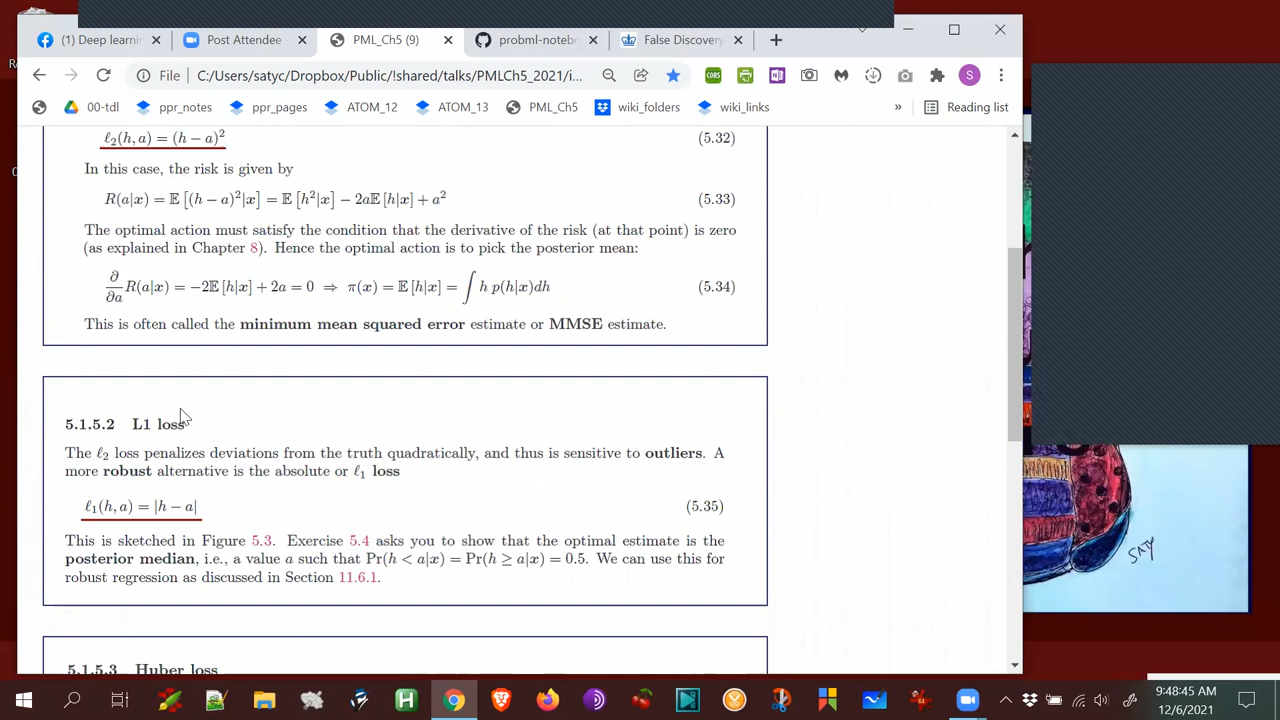 (1) Deep learnin
Post Attendee -
PML_Ch5 (9)
probml-notebo
False Discovery
File
C:/Users/satyc/Dropbox/Public/!shared/talks/PMLCh5_2021/i...
S
00-tdl
ppr_notes
ppr_pages
ATOM_12
ATOM_13
PML_Ch5
wiki_folders
wiki_links
»
Reading list
ℓ₂(h, a) = (h − a)² (5.32)
In this case, the risk is given by
R(a|x) = 𝔼 [(h − a)²|x] = 𝔼 [h²|x] − 2a𝔼 [h|x] + a² (5.33)
The optimal action must satisfy the condition that the derivative of the risk (at that point) is zero
(as explained in Chapter 8). Hence the optimal action is to pick the posterior mean:
∂/∂a R(a|x) = −2𝔼 [h|x] + 2a = 0 ⇒ π(x) = 𝔼 [h|x] = ∫ h p(h|x)dh (5.34)
This is often called the minimum mean squared error estimate or MMSE estimate.
5.1.5.2 L1 loss
The ℓ₂ loss penalizes deviations from the truth quadratically, and thus is sensitive to outliers. A
more robust alternative is the absolute or ℓ₁ loss
ℓ₁(h, a) = |h − a| (5.35)
This is sketched in Figure 5.3. Exercise 5.4 asks you to show that the optimal estimate is the
posterior median, i.e., a value a such that Pr(h < a|x) = Pr(h ≥ a|x) = 0.5. We can use this for
robust regression as discussed in Section 11.6.1.
5.1.5.3 Huber loss
SATY
9:48:45 AM
12/6/2021